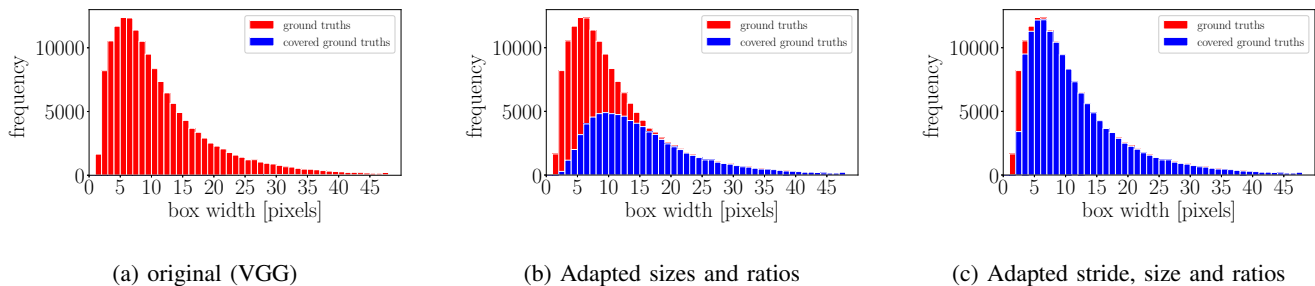 ground truths
covered ground truths
frequency
10000
5000
0
0 5 10 15 20 25 30 35 40 45
box width [pixels]
(a) original (VGG)
ground truths
covered ground truths
frequency
10000
5000
0
0 5 10 15 20 25 30 35 40 45
box width [pixels]
(b) Adapted sizes and ratios
ground truths
covered ground truths
frequency
10000
5000
0
0 5 10 15 20 25 30 35 40 45
box width [pixels]
(c) Adapted stride, size and ratios